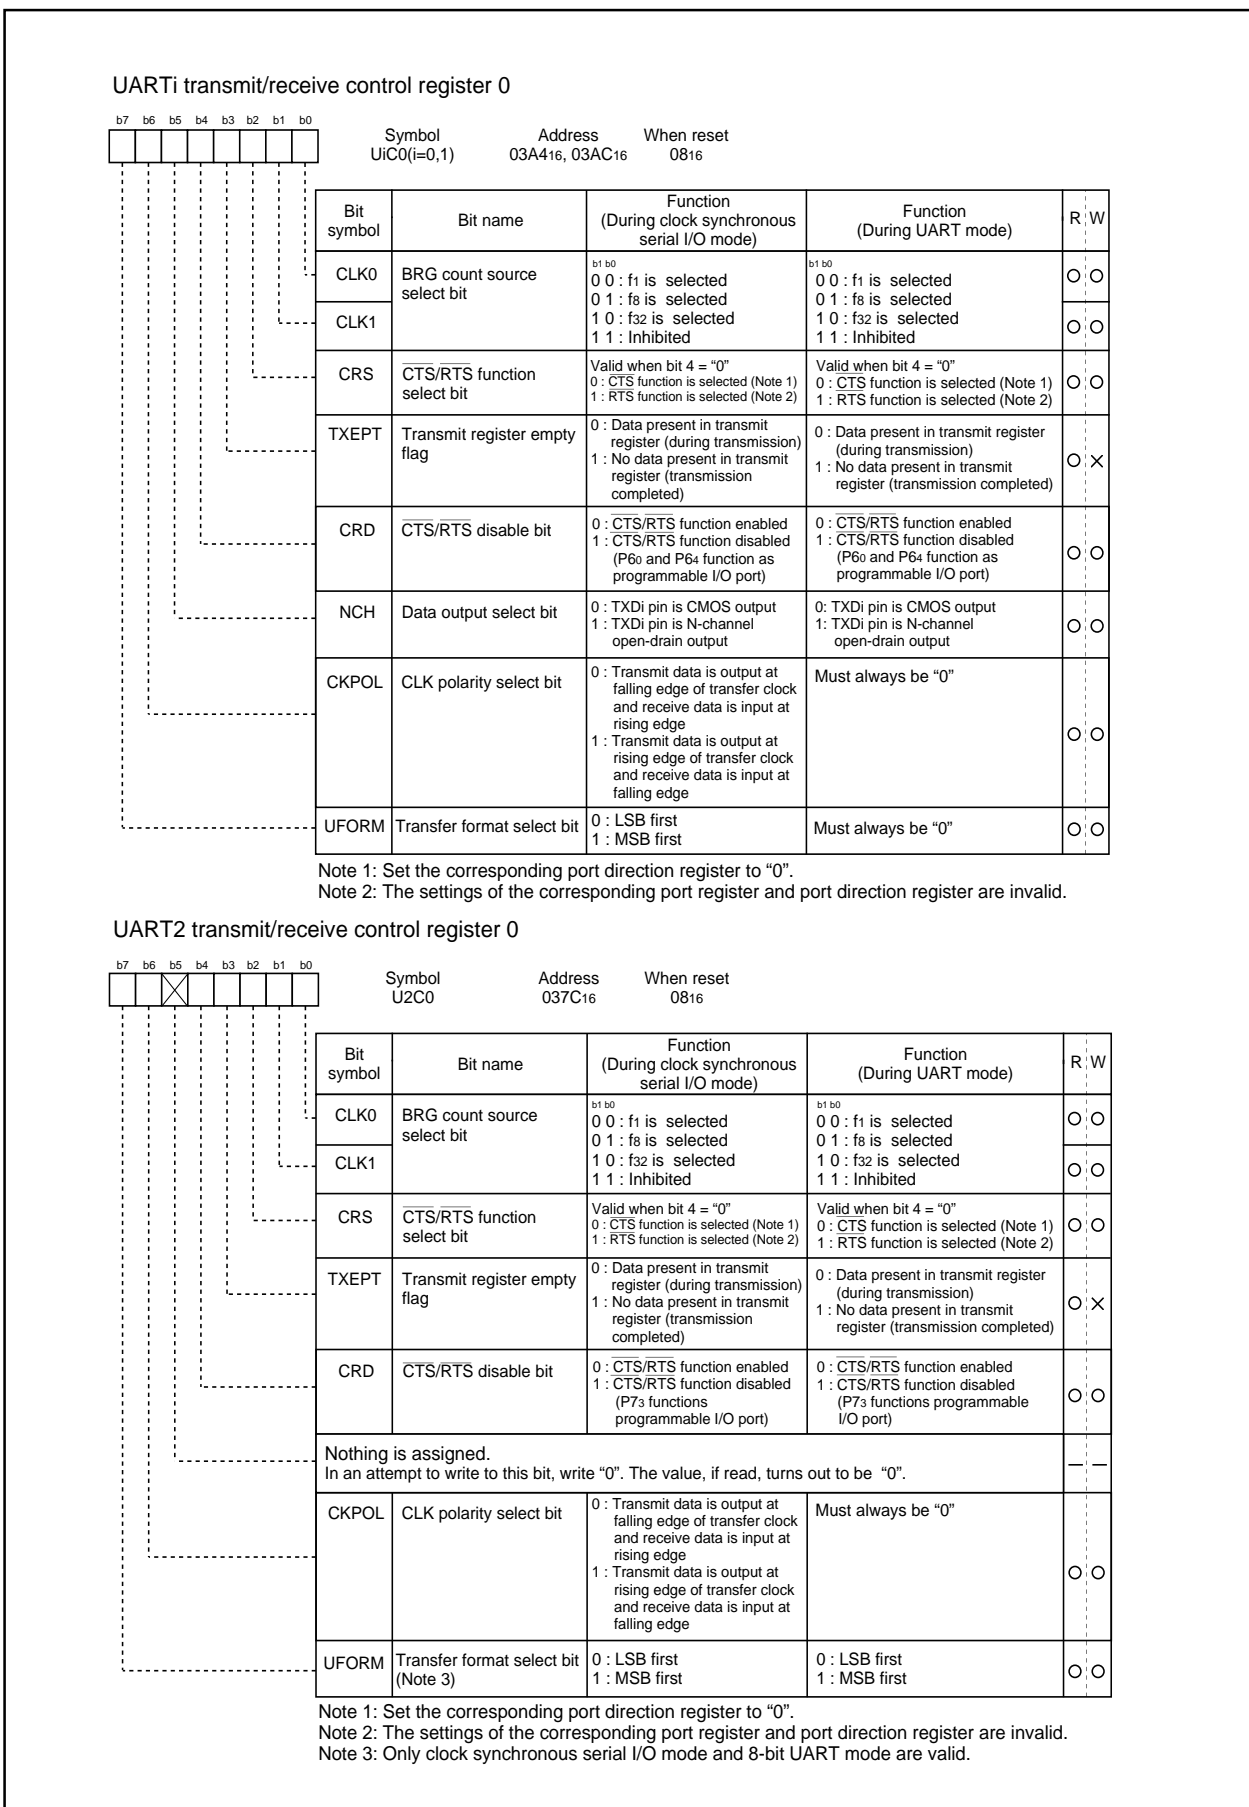 UARTi transmit/receive control register 0
b7 b6 b5 b4 b3 b2 b1 b0
Symbol Address When reset
UiC0(i=0,1) 03A416, 03AC16 0816
Bit symbol Bit name Function (During clock synchronous serial I/O mode) Function (During UART mode) R W
CLK0 BRG count source select bit
b1 b0
0 0 : f1 is selected
0 1 : f8 is selected
1 0 : f32 is selected
1 1 : Inhibited
b1 b0
0 0 : f1 is selected
0 1 : f8 is selected
1 0 : f32 is selected
1 1 : Inhibited
CLK1
CRS C̅T̅S̅/R̅T̅S̅ function select bit
Valid when bit 4 = “0”
0 : C̅T̅S̅ function is selected (Note 1)
1 : R̅T̅S̅ function is selected (Note 2)
Valid when bit 4 = “0”
0 : C̅T̅S̅ function is selected (Note 1)
1 : R̅T̅S̅ function is selected (Note 2)
TXEPT Transmit register empty flag
0 : Data present in transmit
register (during transmission)
1 : No data present in transmit
register (transmission
completed)
0 : Data present in transmit register
(during transmission)
1 : No data present in transmit
register (transmission completed)
CRD C̅T̅S̅/R̅T̅S̅ disable bit
0 : C̅T̅S̅/R̅T̅S̅ function enabled
1 : C̅T̅S̅/R̅T̅S̅ function disabled
(P60 and P64 function as
programmable I/O port)
0 : C̅T̅S̅/R̅T̅S̅ function enabled
1 : C̅T̅S̅/R̅T̅S̅ function disabled
(P60 and P64 function as
programmable I/O port)
NCH Data output select bit
0 : TXDi pin is CMOS output
1 : TXDi pin is N-channel
open-drain output
0: TXDi pin is CMOS output
1: TXDi pin is N-channel
open-drain output
CKPOL CLK polarity select bit
0 : Transmit data is output at
falling edge of transfer clock
and receive data is input at
rising edge
1 : Transmit data is output at
rising edge of transfer clock
and receive data is input at
falling edge
Must always be “0”
UFORM Transfer format select bit
0 : LSB first
1 : MSB first
Must always be “0”
Note 1: Set the corresponding port direction register to “0”.
Note 2: The settings of the corresponding port register and port direction register are invalid.
UART2 transmit/receive control register 0
b7 b6 b5 b4 b3 b2 b1 b0
Symbol Address When reset
U2C0 037C16 0816
Bit symbol Bit name Function (During clock synchronous serial I/O mode) Function (During UART mode) R W
CLK0 BRG count source select bit
b1 b0
0 0 : f1 is selected
0 1 : f8 is selected
1 0 : f32 is selected
1 1 : Inhibited
b1 b0
0 0 : f1 is selected
0 1 : f8 is selected
1 0 : f32 is selected
1 1 : Inhibited
CLK1
CRS C̅T̅S̅/R̅T̅S̅ function select bit
Valid when bit 4 = “0”
0 : C̅T̅S̅ function is selected (Note 1)
1 : R̅T̅S̅ function is selected (Note 2)
Valid when bit 4 = “0”
0 : C̅T̅S̅ function is selected (Note 1)
1 : R̅T̅S̅ function is selected (Note 2)
TXEPT Transmit register empty flag
0 : Data present in transmit
register (during transmission)
1 : No data present in transmit
register (transmission
completed)
0 : Data present in transmit register
(during transmission)
1 : No data present in transmit
register (transmission completed)
CRD C̅T̅S̅/R̅T̅S̅ disable bit
0 : C̅T̅S̅/R̅T̅S̅ function enabled
1 : C̅T̅S̅/R̅T̅S̅ function disabled
(P73 functions
programmable I/O port)
0 : C̅T̅S̅/R̅T̅S̅ function enabled
1 : C̅T̅S̅/R̅T̅S̅ function disabled
(P73 functions programmable
I/O port)
Nothing is assigned.
In an attempt to write to this bit, write “0”. The value, if read, turns out to be “0”.
CKPOL CLK polarity select bit
0 : Transmit data is output at
falling edge of transfer clock
and receive data is input at
rising edge
1 : Transmit data is output at
rising edge of transfer clock
and receive data is input at
falling edge
Must always be “0”
UFORM Transfer format select bit (Note 3)
0 : LSB first
1 : MSB first
0 : LSB first
1 : MSB first
Note 1: Set the corresponding port direction register to “0”.
Note 2: The settings of the corresponding port register and port direction register are invalid.
Note 3: Only clock synchronous serial I/O mode and 8-bit UART mode are valid.